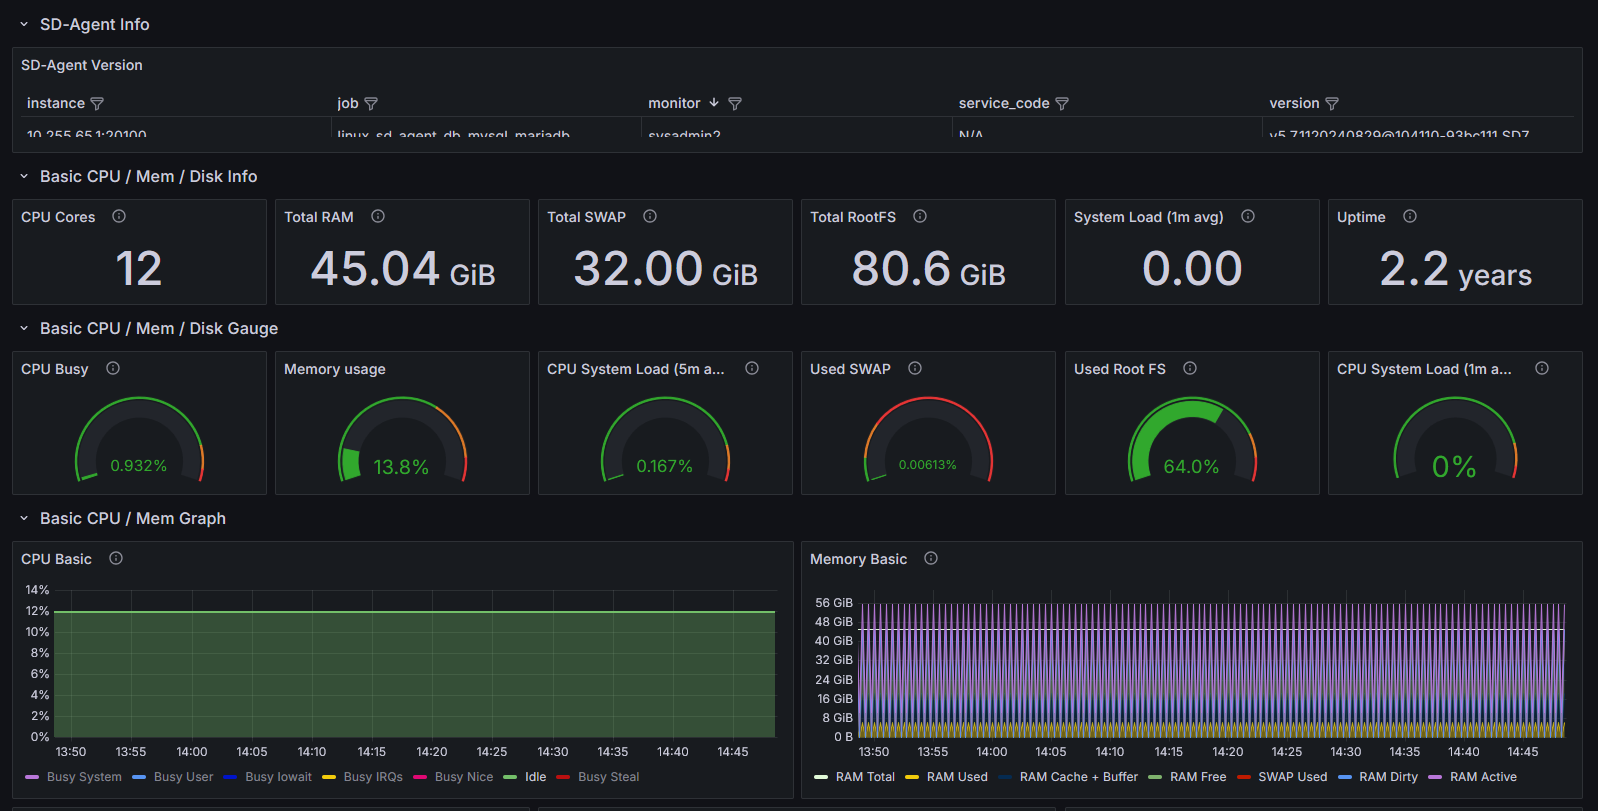 SD-Agent Info
SD-Agent Version
instance job monitor service_code version
10.255.65.1:20100 linux_sd_agent_db_mysql_mariadb sysadmin2 N/A
Basic CPU / Mem / Disk Info
CPU Cores Total RAM Total SWAP Total RootFS System Load (1m avg) Uptime
12 45.04 GiB 32.00 GiB 80.6 GiB 0.00 2.2 years
Basic CPU / Mem / Disk Gauge
CPU Busy Memory usage CPU System Load (5m a... Used SWAP Used Root FS CPU System Load (1m a...
0.932% 13.8% 0.167% 0.00613% 64.0% 0%
Basic CPU / Mem Graph
CPU Basic
14%
12%
10%
8%
6%
4%
2%
0%
13:50 13:55 14:00 14:05 14:10 14:15 14:20 14:25 14:30 14:35 14:40 14:45
Busy System Busy User Busy Iowait Busy IRQs Busy Nice Idle Busy Steal
Memory Basic
56 GiB
48 GiB
40 GiB
32 GiB
24 GiB
16 GiB
8 GiB
0 B
13:50 13:55 14:00 14:05 14:10 14:15 14:20 14:25 14:30 14:35 14:40 14:45
RAM Total RAM Used RAM Cache + Buffer RAM Free SWAP Used RAM Dirty RAM Active